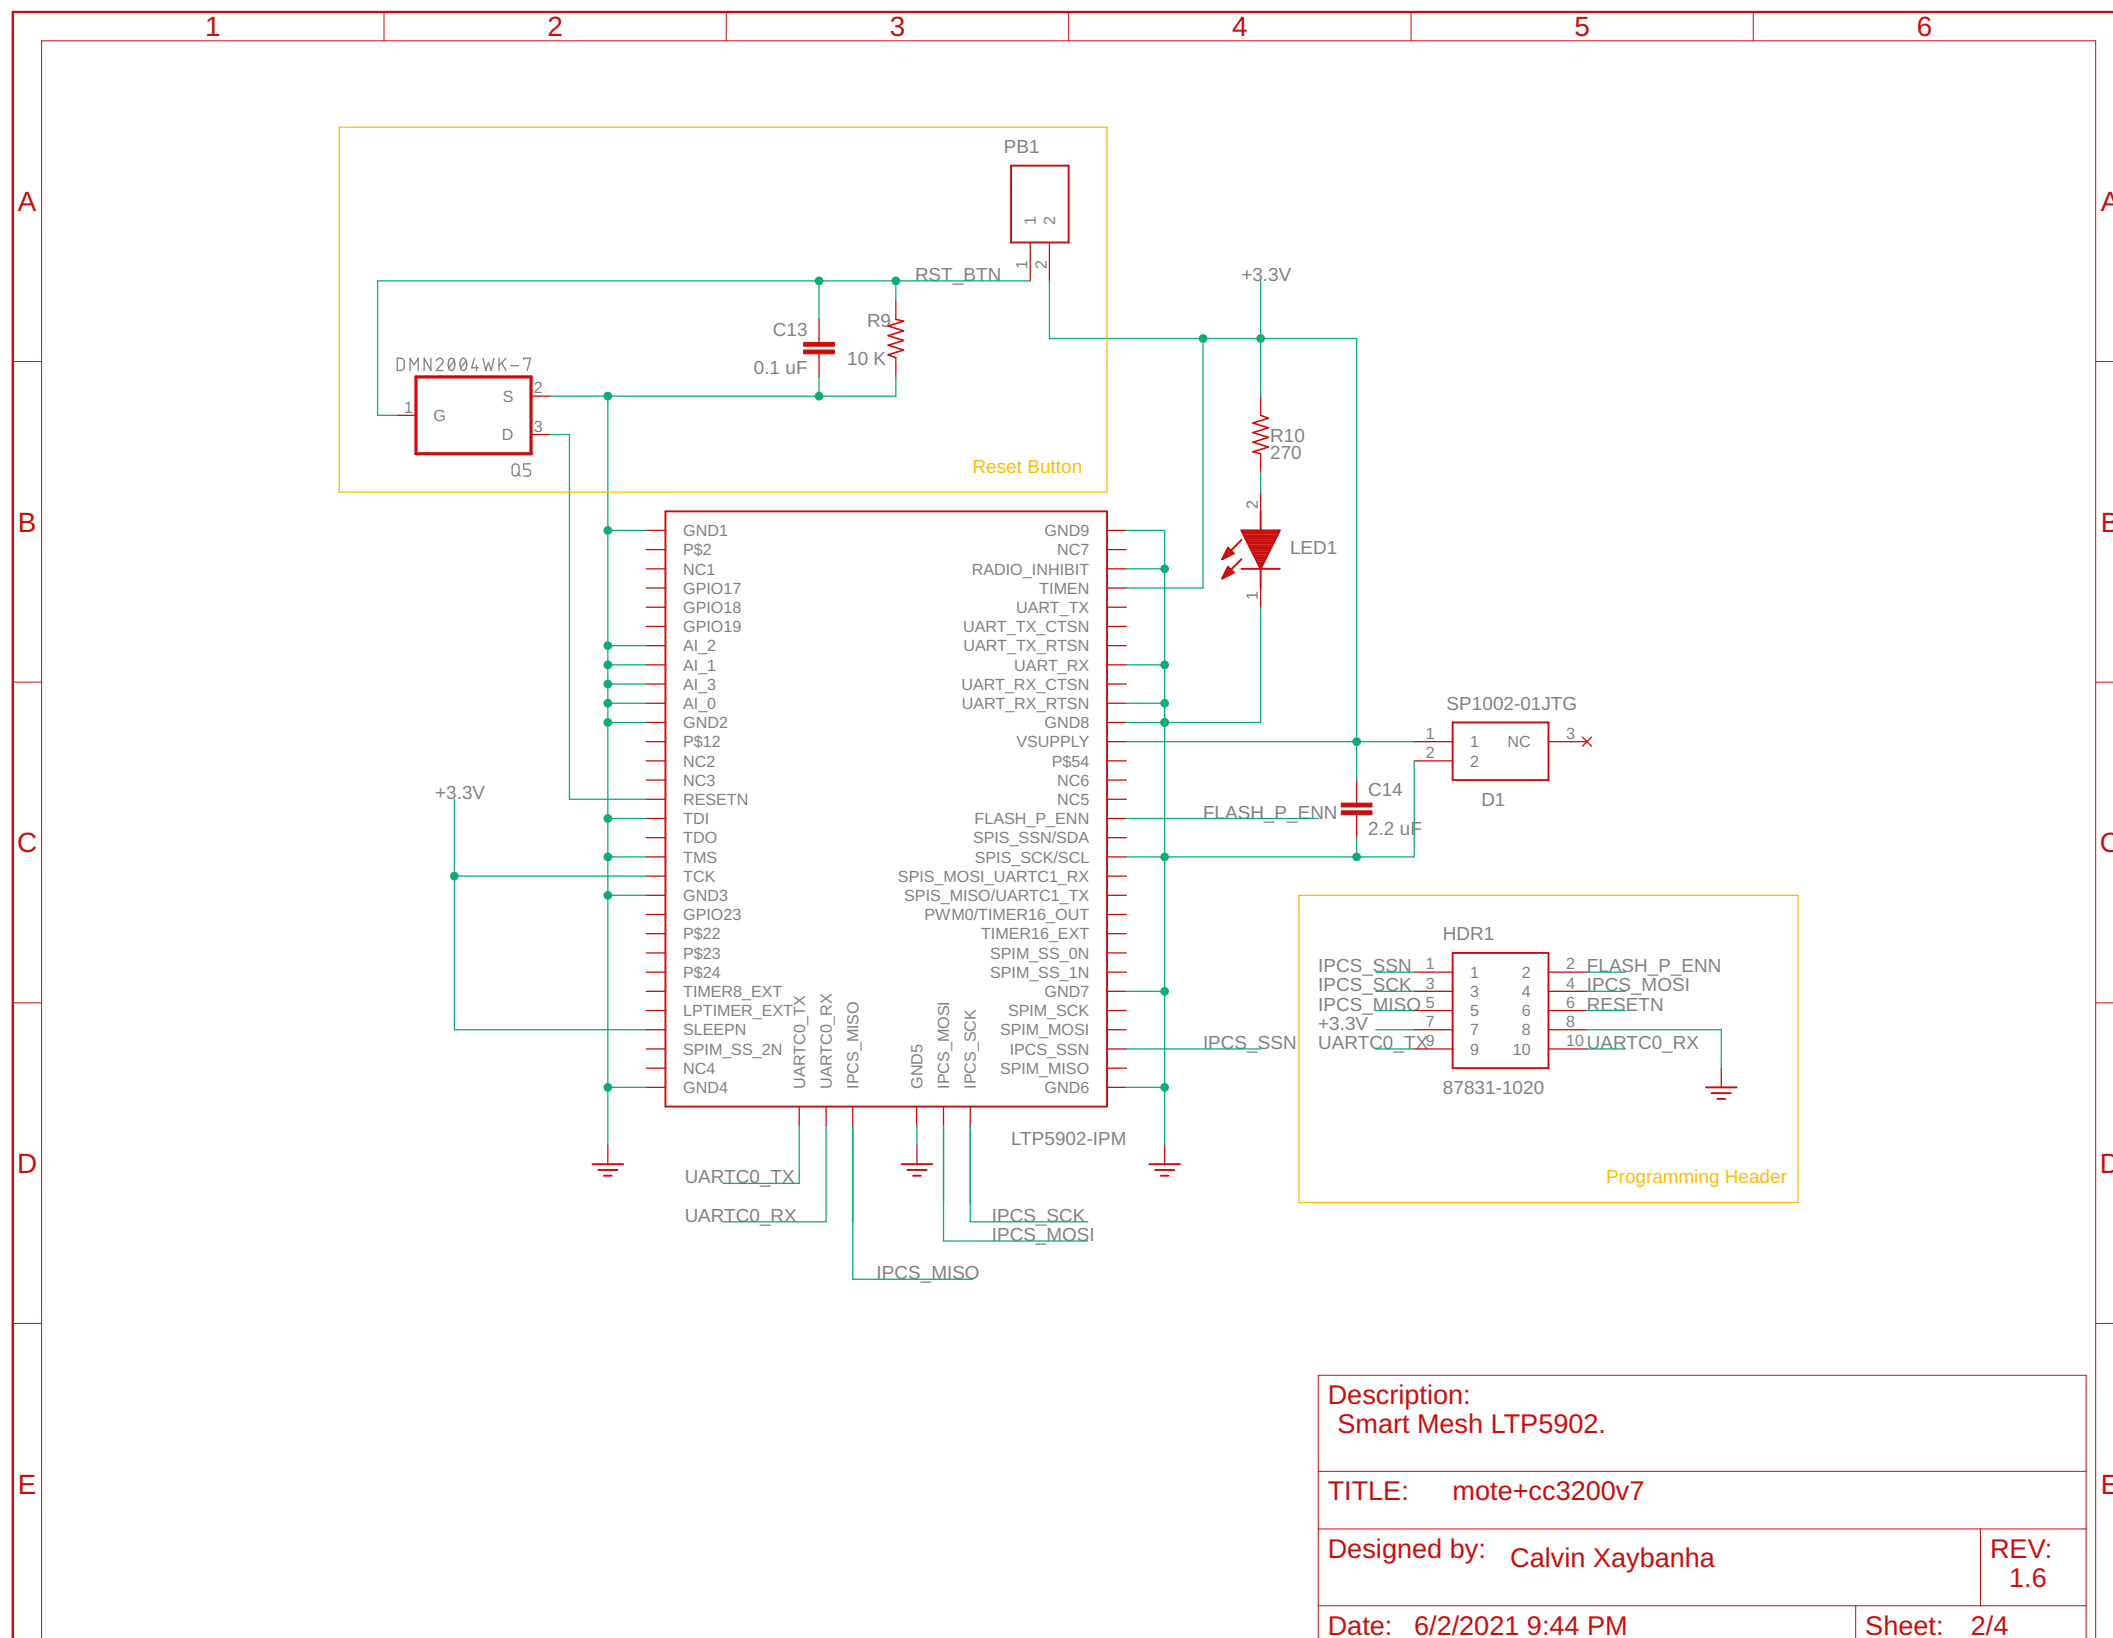 1 2 3 4 5 6
A
B
C
D
E
PB1
1 2
1 2
RST_BTN
C13
0.1 uF
R9
10 K
DMN2004WK-7
1 G
S 2
D 3
Q5
Reset Button
+3.3V
R10
270
2
LED1
1
GND1
P$2
NC1
GPIO17
GPIO18
GPIO19
AI_2
AI_1
AI_3
AI_0
GND2
P$12
NC2
NC3
RESETN
TDI
TDO
TMS
TCK
GND3
GPIO23
P$22
P$23
P$24
TIMER8_EXT
LPTIMER_EXT
SLEEPN
SPIM_SS_2N
NC4
GND4
UARTC0_TX
UARTC0_RX
IPCS_MISO
GND5
IPCS_MOSI
IPCS_SCK
GND9
NC7
RADIO_INHIBIT
TIMEN
UART_TX
UART_TX_CTSN
UART_TX_RTSN
UART_RX
UART_RX_CTSN
UART_RX_RTSN
GND8
VSUPPLY
P$54
NC6
NC5
FLASH_P_ENN
SPIS_SSN/SDA
SPIS_SCK/SCL
SPIS_MOSI_UARTC1_RX
SPIS_MISO/UARTC1_TX
PWM0/TIMER16_OUT
TIMER16_EXT
SPIM_SS_0N
SPIM_SS_1N
GND7
SPIM_SCK
SPIM_MOSI
IPCS_SSN
SPIM_MISO
GND6
LTP5902-IPM
+3.3V
UARTC0_TX
UARTC0_RX
IPCS_SCK
IPCS_MOSI
IPCS_MISO
FLASH_P_ENN
IPCS_SSN
C14
2.2 uF
SP1002-01JTG
1 1 NC 3
2 2
D1
HDR1
IPCS_SSN 1 1 2 2 FLASH_P_ENN
IPCS_SCK 3 3 4 4 IPCS_MOSI
IPCS_MISO 5 5 6 6 RESETN
+3.3V 7 7 8 8
UARTC0_TX 9 9 10 10 UARTC0_RX
87831-1020
Programming Header
A
B
C
D
E
Description:
Smart Mesh LTP5902.
TITLE: mote+cc3200v7
Designed by: Calvin Xaybanha
REV:
1.6
Date: 6/2/2021 9:44 PM
Sheet: 2/4